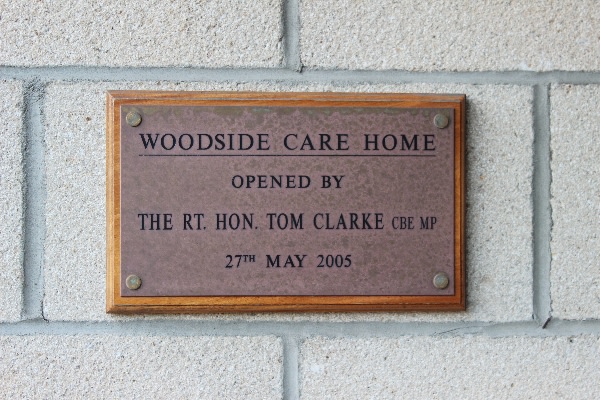 WOODSIDE CARE HOME
OPENED BY
THE RT. HON. TOM CLARKE CBE MP
27TH MAY 2005